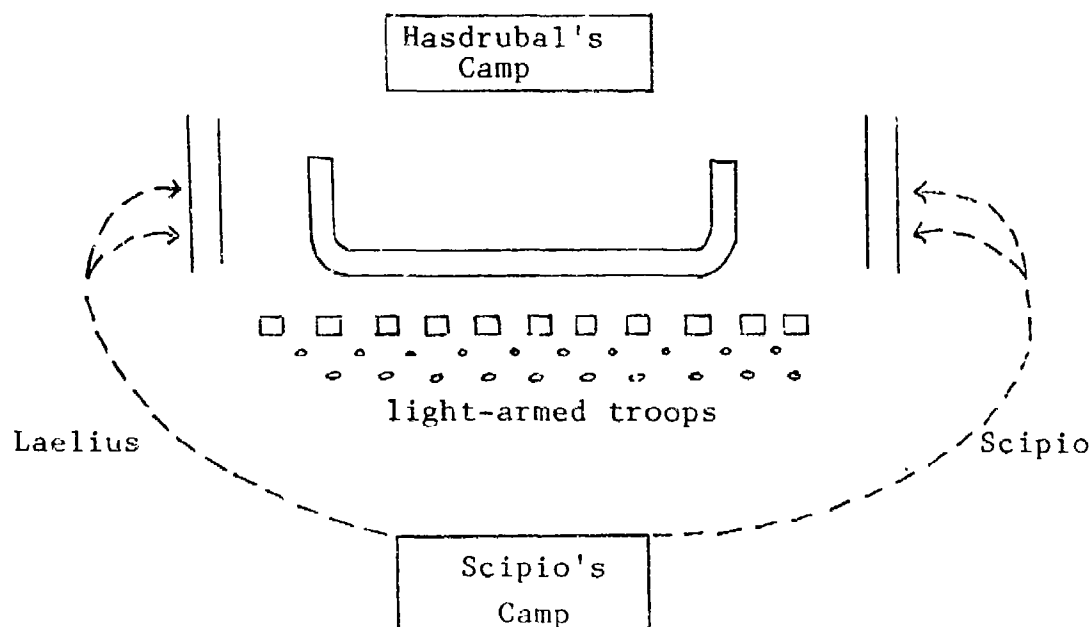 Hasdrubal's
Camp
light-armed troops
Laelius
Scipio
Scipio's
Camp